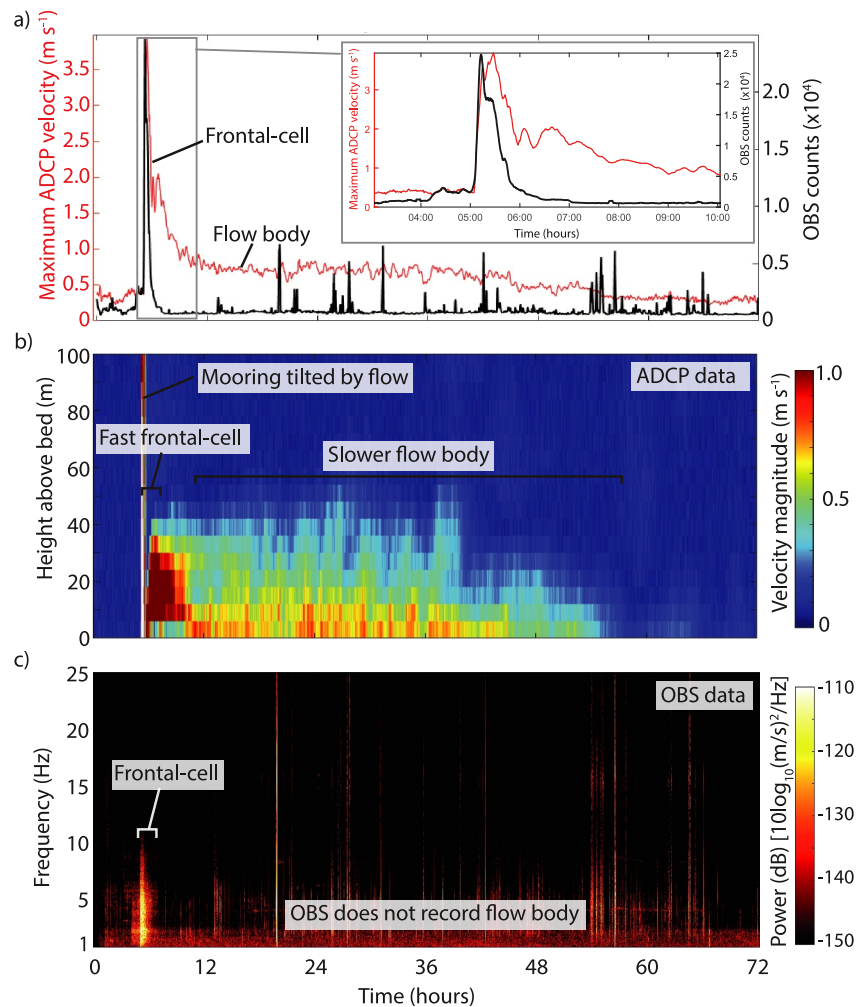 a)
Maximum ADCP velocity (m s⁻¹)
3.5
3.0
2.5
2.0
1.5
1.0
0.5
0
Frontal-cell
Flow body
Maximum ADCP velocity (m s⁻¹)
3
2
1
0
2.5
2
1.5
1
0.5
0
OBS counts (x10⁴)
04:00 05:00 06:00 07:00 08:00 09:00 10:00
Time (hours)
2.0
1.5
1.0
0.5
0
OBS counts (x10⁴)
b)
Height above bed (m)
100
80
60
40
20
0
Mooring tilted by flow
ADCP data
Fast frontal-cell
Slower flow body
1.0
0.5
0
Velocity magnitude (m s⁻¹)
c)
Frequency (Hz)
25
20
15
10
5
1
OBS data
Frontal-cell
OBS does not record flow body
-110
-120
-130
-140
-150
Power (dB) [10log₁₀(m/s)²/Hz]
0 12 24 36 48 60 72
Time (hours)